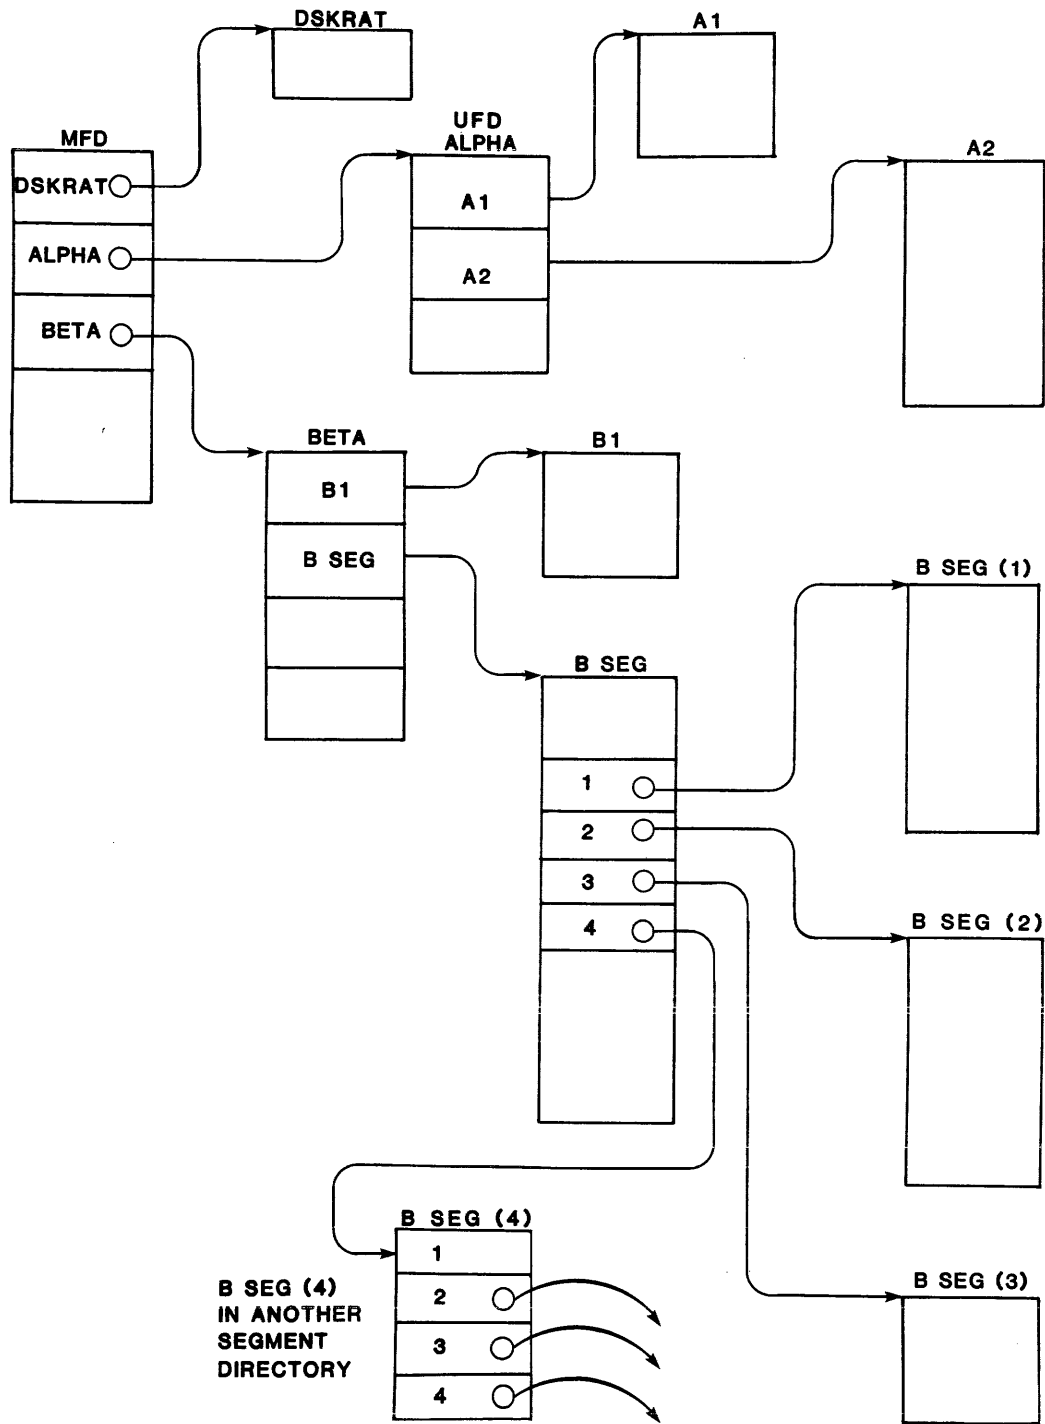 DSKRAT
A1
UFD
ALPHA
MFD
A2
DSKRAT
A1
ALPHA
A2
BETA
BETA
B1
B1
B SEG
B SEG (1)
B SEG
1
2
3
4
B SEG (2)
B SEG (4)
1
B SEG (4)
IN ANOTHER
SEGMENT
DIRECTORY
2
3
4
B SEG (3)